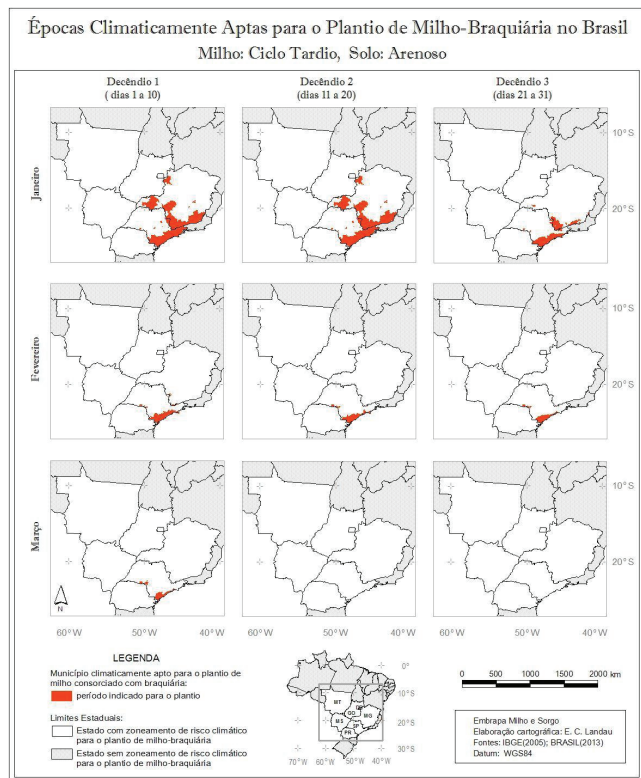 Épocas Climaticamente Aptas para o Plantio de Milho-Braquiária no Brasil
Milho: Ciclo Tardio, Solo: Arenoso
Decêndio 1
( dias 1 a 10)
Decêndio 2
(dias 11 a 20)
Decêndio 3
(dias 21 a 31)
Janeiro
10°S
20°S
Fevereiro
10°S
20°S
Março
10°S
20°S
N
60°W 50°W 40°W 60°W 50°W 40°W 60°W 50°W 40°W
LEGENDA
Município climaticamente apto para o plantio de
milho consorciado com braquiária:
período indicado para o plantio
Limites Estaduais:
Estado com zoneamento de risco climático
para o plantio de milho-braquiária
Estado sem zoneamento de risco climático
para o plantio de milho-braquiária
0°
10°S
20°S
30°S
MT
GO
MG
MS
SP
PR
70°W 60°W 50°W 40°W
0 500 1000 1500 2000
km
Embrapa Milho e Sorgo
Elaboração cartográfica: E. C. Landau
Fontes: IBGE(2005); BRASIL(2013)
Datum: WGS84